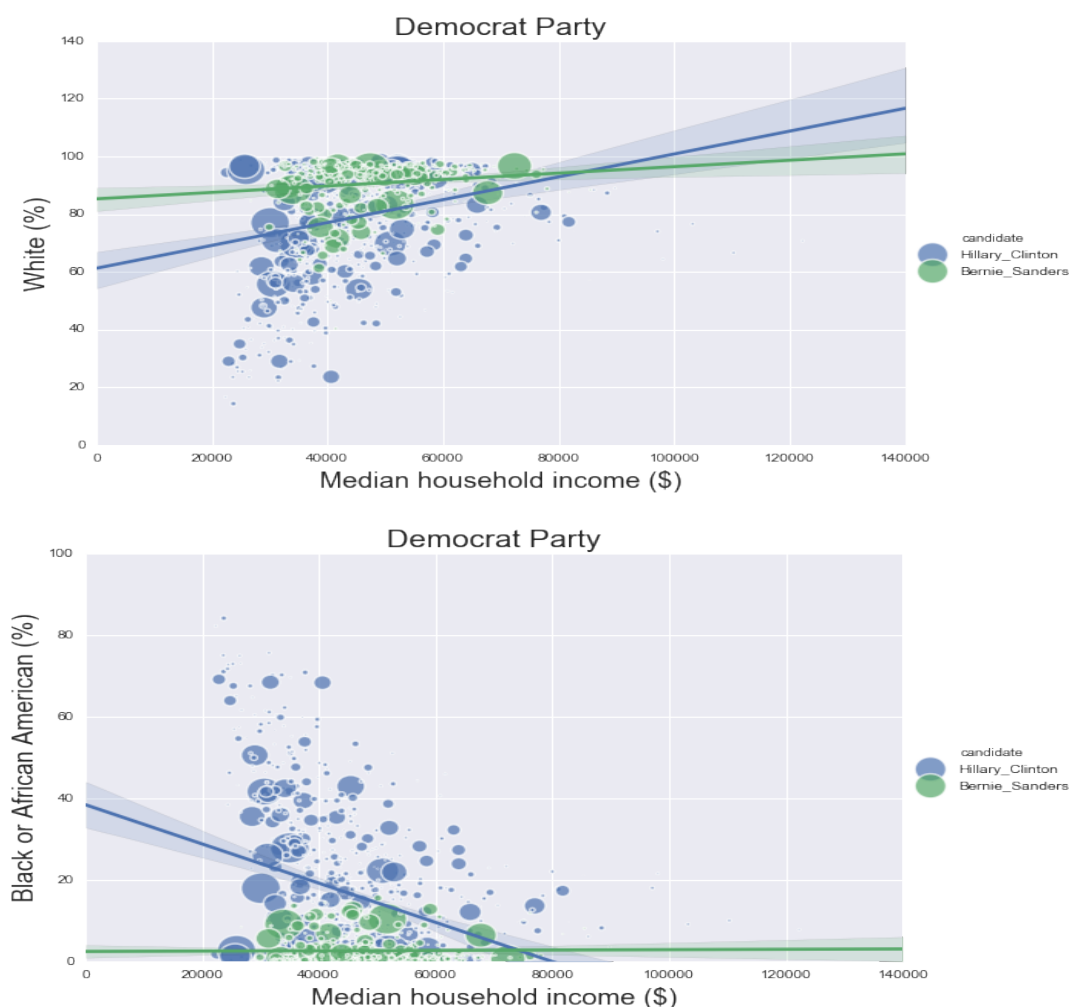 Democrat Party
140
120
100
80
60
40
20
0
White (%)
0 20000 40000 60000 80000 100000 120000 140000
Median household income ($)
candidate
Hillary_Clinton
Bernie_Sanders
Democrat Party
100
80
60
40
20
0
Black or African American (%)
0 20000 40000 60000 80000 100000 120000 140000
Median household income ($)
candidate
Hillary_Clinton
Bernie_Sanders